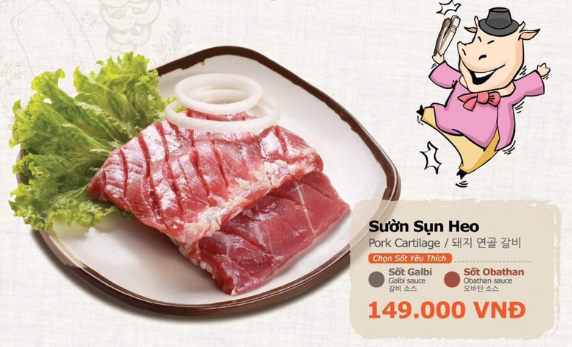 Sườn Sụn Heo
Pork Cartilage / 돼지 연골 갈비
Chọn Sốt Yêu Thích
Sốt Galbi
Galbi sauce
갈비 소스
Sốt Obathan
Obathan sauce
오바탄 소스
149.000 VNĐ